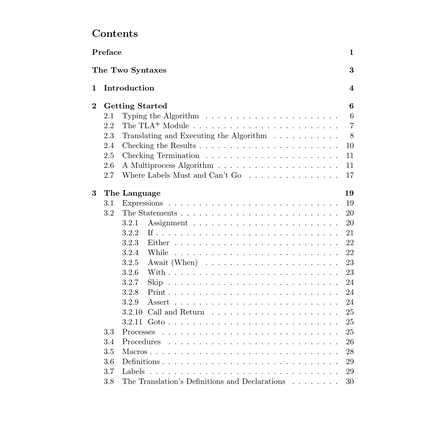 Contents
Preface 1
The Two Syntaxes 3
1 Introduction 4
2 Getting Started 6
2.1 Typing the Algorithm . . . . . . . . . . . . . . . . . . . . . . 6
2.2 The TLA+ Module . . . . . . . . . . . . . . . . . . . . . . . . 7
2.3 Translating and Executing the Algorithm . . . . . . . . . . . 8
2.4 Checking the Results . . . . . . . . . . . . . . . . . . . . . . . 10
2.5 Checking Termination . . . . . . . . . . . . . . . . . . . . . . 11
2.6 A Multiprocess Algorithm . . . . . . . . . . . . . . . . . . . . 11
2.7 Where Labels Must and Can't Go . . . . . . . . . . . . . . . 17
3 The Language 19
3.1 Expressions . . . . . . . . . . . . . . . . . . . . . . . . . . . . 19
3.2 The Statements . . . . . . . . . . . . . . . . . . . . . . . . . . 20
3.2.1 Assignment . . . . . . . . . . . . . . . . . . . . . . . . 20
3.2.2 If . . . . . . . . . . . . . . . . . . . . . . . . . . . . . . 21
3.2.3 Either . . . . . . . . . . . . . . . . . . . . . . . . . . . 22
3.2.4 While . . . . . . . . . . . . . . . . . . . . . . . . . . . 22
3.2.5 Await (When) . . . . . . . . . . . . . . . . . . . . . . 23
3.2.6 With . . . . . . . . . . . . . . . . . . . . . . . . . . . . 23
3.2.7 Skip . . . . . . . . . . . . . . . . . . . . . . . . . . . . 24
3.2.8 Print . . . . . . . . . . . . . . . . . . . . . . . . . . . . 24
3.2.9 Assert . . . . . . . . . . . . . . . . . . . . . . . . . . . 24
3.2.10 Call and Return . . . . . . . . . . . . . . . . . . . . . 25
3.2.11 Goto . . . . . . . . . . . . . . . . . . . . . . . . . . . . 25
3.3 Processes . . . . . . . . . . . . . . . . . . . . . . . . . . . . . 25
3.4 Procedures . . . . . . . . . . . . . . . . . . . . . . . . . . . . 26
3.5 Macros . . . . . . . . . . . . . . . . . . . . . . . . . . . . . . . 28
3.6 Definitions . . . . . . . . . . . . . . . . . . . . . . . . . . . . . 29
3.7 Labels . . . . . . . . . . . . . . . . . . . . . . . . . . . . . . . 29
3.8 The Translation's Definitions and Declarations . . . . . . . . 30